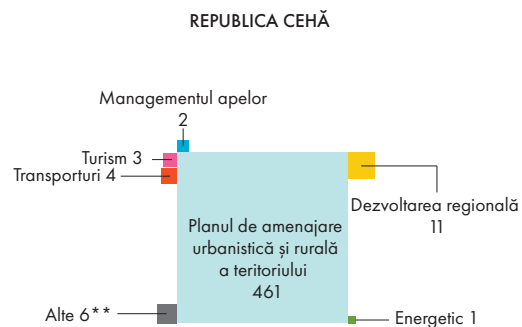 REPUBLICA CEHĂ
Managementul apelor
2
Turism 3
Transporturi 4
Dezvoltarea regională
11
Planul de amenajare
urbanistică și rurală
a teritoriului
461
Alte 6**
Energetic 1